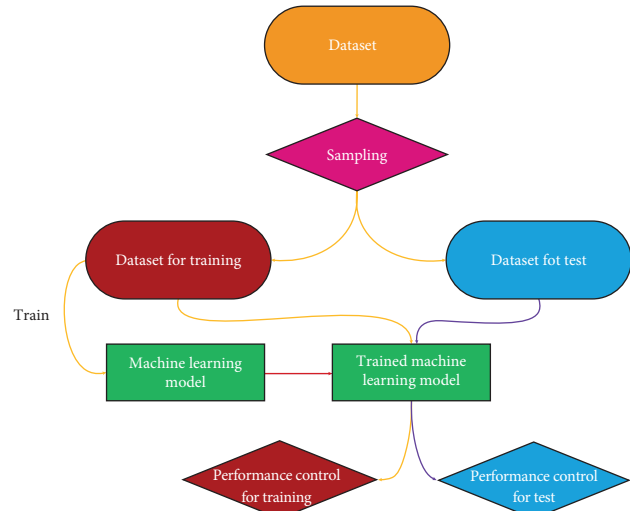 Dataset
Sampling
Dataset for training
Dataset fot test
Train
Machine learning
model
Trained machine
learning model
Performance control
for training
Performance control
for test